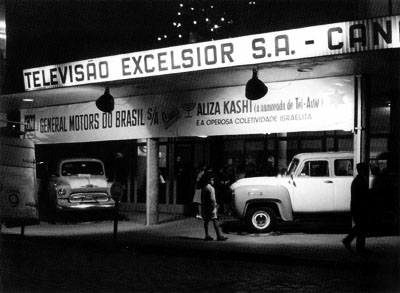 TELEVISÃO EXCELSIOR S.A. - CAN
GENERAL MOTORS DO BRASIL S/A
ALIZA KASHI (a namorada de Tel-Aviv)
E A OPEROSA COLETIVIDADE ISRAELITA